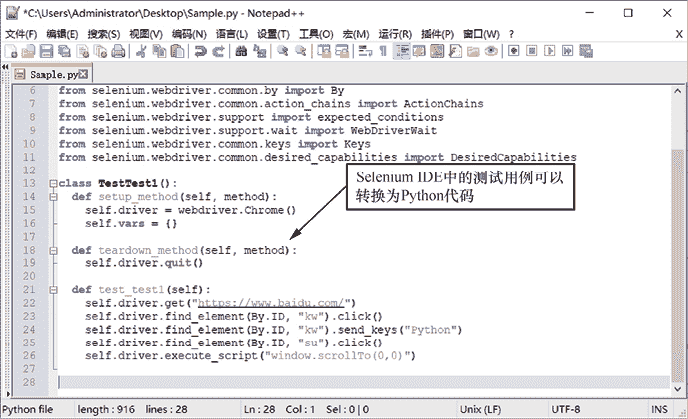 *C:\Users\Administrator\Desktop\Sample.py - Notepad++
文件(F) 编辑(E) 搜索(S) 视图(V) 编码(N) 语言(L) 设置(T) 工具(O) 宏(M) 运行(R) 插件(P) 窗口(W) ? X
Sample.py
6 from selenium.webdriver.common.by import By
7 from selenium.webdriver.common.action_chains import ActionChains
8 from selenium.webdriver.support import expected_conditions
9 from selenium.webdriver.support.wait import WebDriverWait
10 from selenium.webdriver.common.keys import Keys
11 from selenium.webdriver.common.desired_capabilities import DesiredCapabilities
12
13 class TestTest1():
14 def setup_method(self, method):
15 self.driver = webdriver.Chrome()
16 self.vars = {}
17
18 def teardown_method(self, method):
19 self.driver.quit()
20
21 def test_test1(self):
22 self.driver.get("https://www.baidu.com/")
23 self.driver.find_element(By.ID, "kw").click()
24 self.driver.find_element(By.ID, "kw").send_keys("Python")
25 self.driver.find_element(By.ID, "su").click()
26 self.driver.execute_script("window.scrollTo(0,0)")
27
28
Selenium IDE中的测试用例可以
转换为Python代码
Python file length : 916 lines : 28 Ln : 28 Col : 1 Sel : 0 | 0 Unix (LF) UTF-8 INS